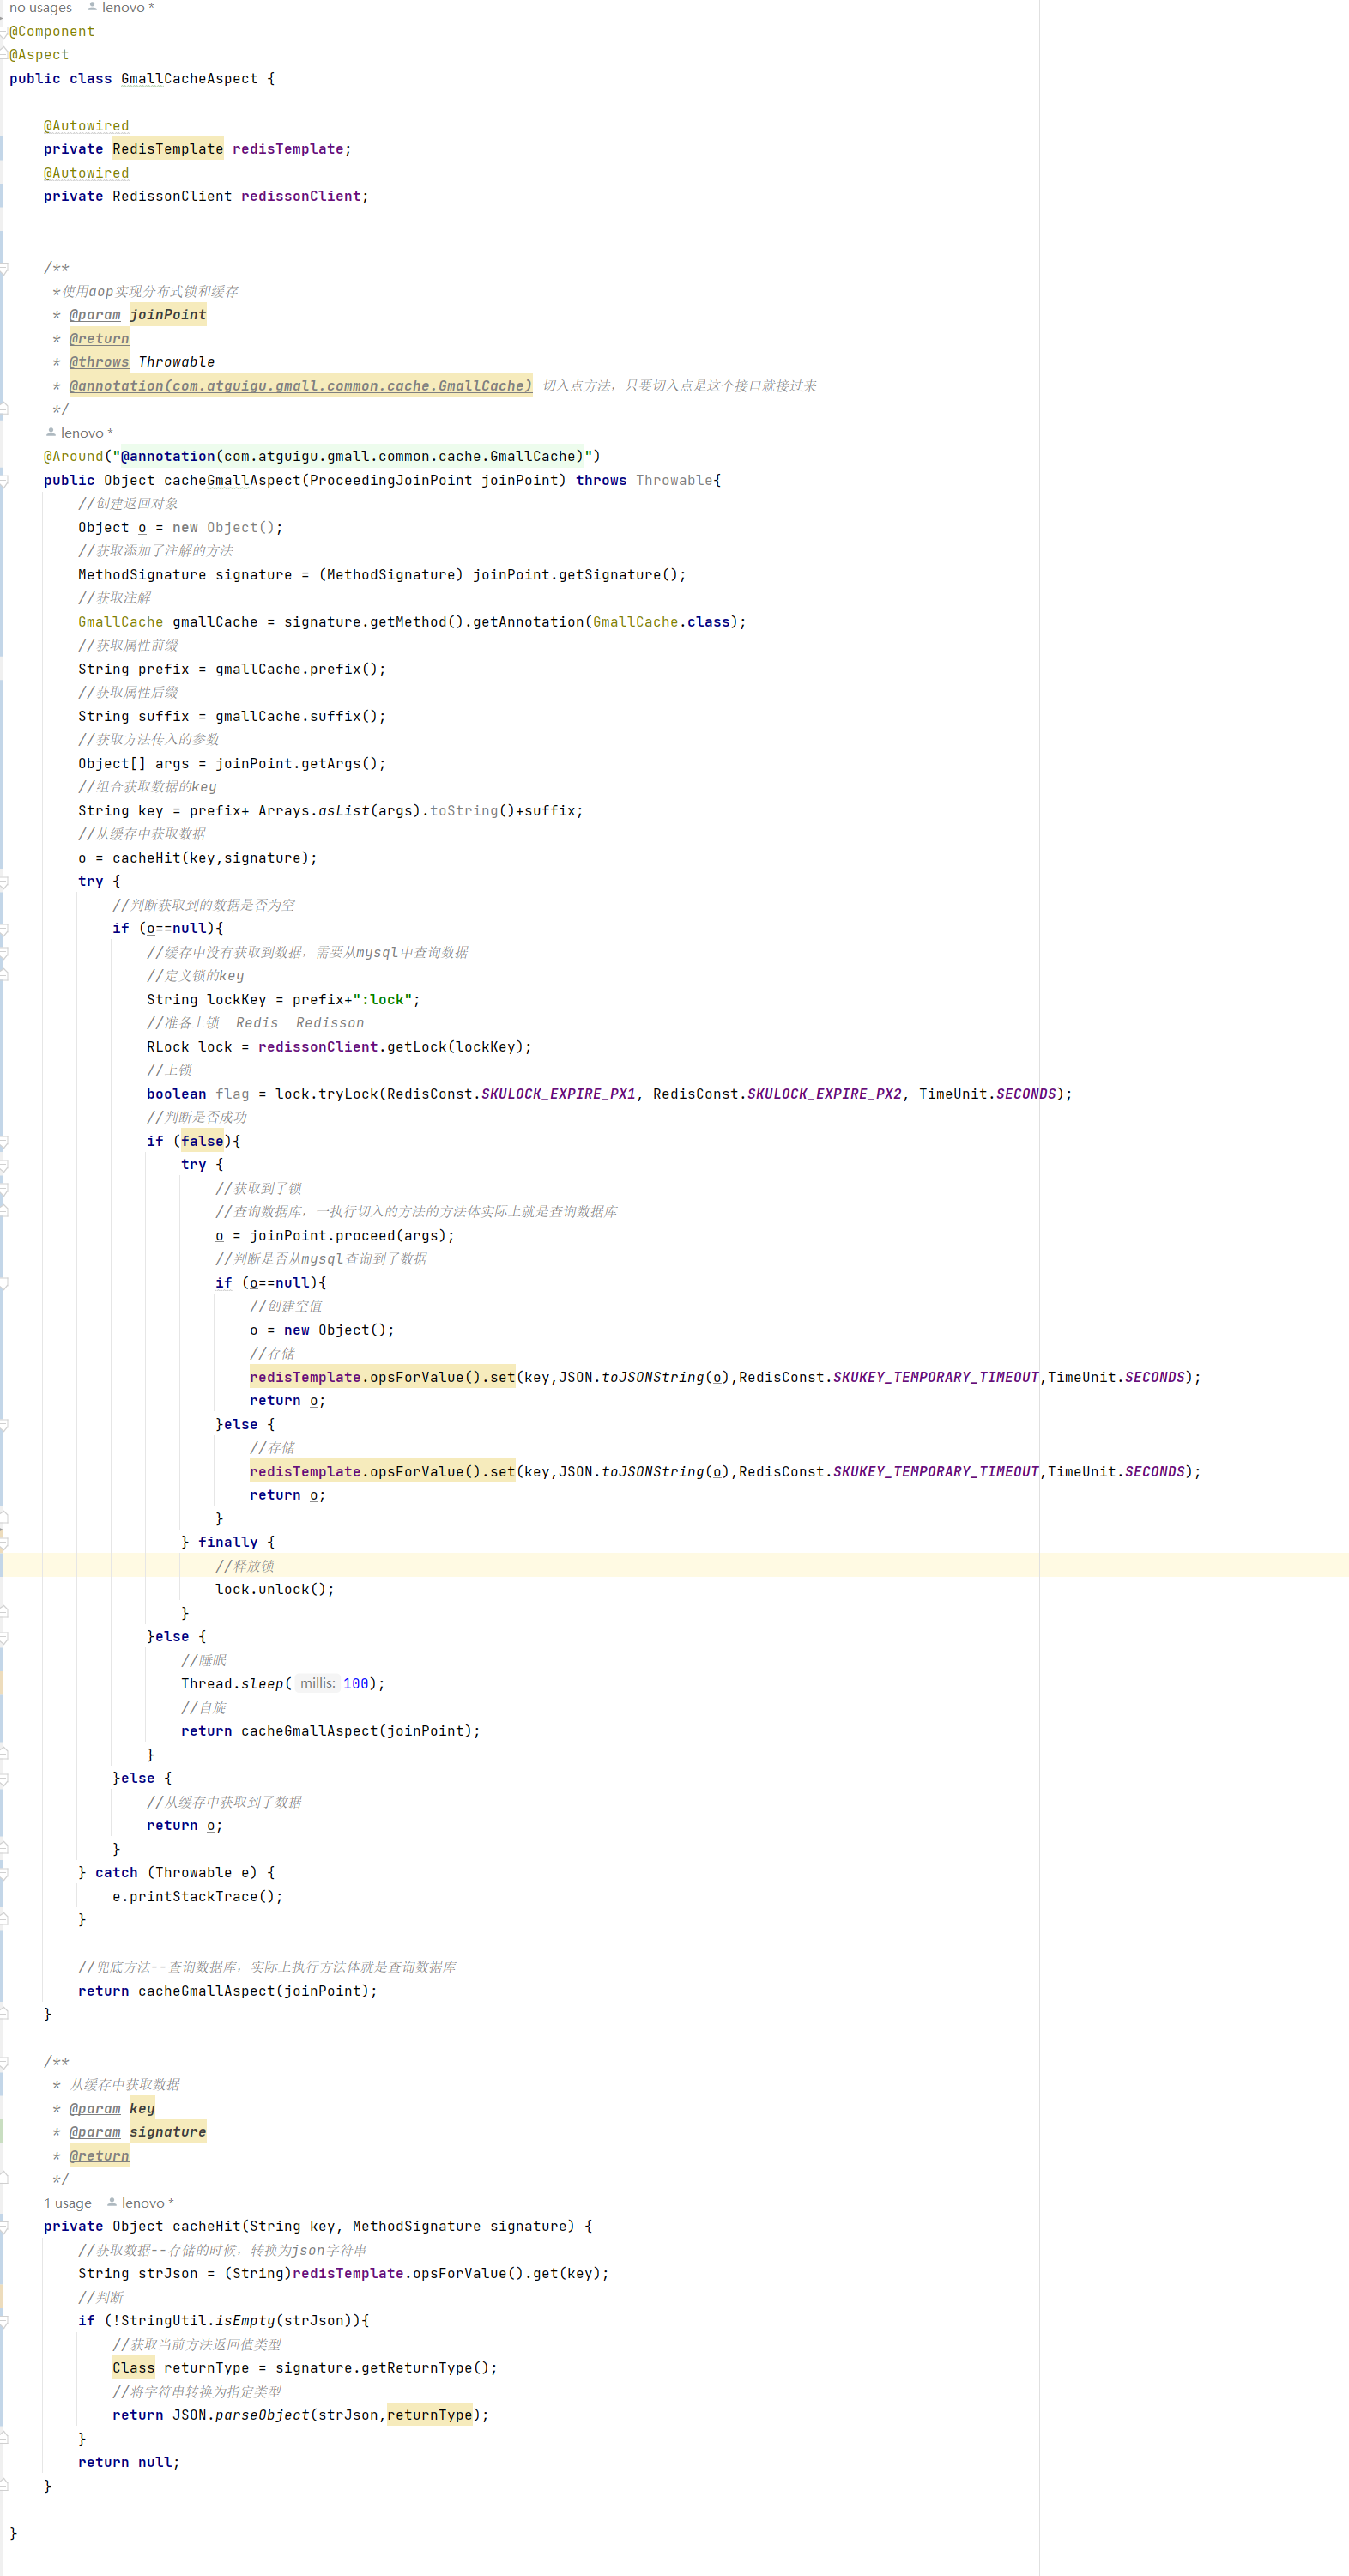 no usages lenovo *
@Component
@Aspect
public class GmallCacheAspect {
@Autowired
private RedisTemplate redisTemplate;
@Autowired
private RedissonClient redissonClient;
/**
*使用aop实现分布式锁和缓存
* @param joinPoint
* @return
* @throws Throwable
* @annotation(com.atguigu.gmall.common.cache.GmallCache) 切入点方法，只要切入点是这个接口就接过来
*/
lenovo *
@Around("@annotation(com.atguigu.gmall.common.cache.GmallCache)")
public Object cacheGmallAspect(ProceedingJoinPoint joinPoint) throws Throwable{
//创建返回对象
Object o = new Object();
//获取添加了注解的方法
MethodSignature signature = (MethodSignature) joinPoint.getSignature();
//获取注解
GmallCache gmallCache = signature.getMethod().getAnnotation(GmallCache.class);
//获取属性前缀
String prefix = gmallCache.prefix();
//获取属性后缀
String suffix = gmallCache.suffix();
//获取方法传入的参数
Object[] args = joinPoint.getArgs();
//组合获取数据的key
String key = prefix+ Arrays.asList(args).toString()+suffix;
//从缓存中获取数据
o = cacheHit(key,signature);
try {
//判断获取到的数据是否为空
if (o==null){
//缓存中没有获取到数据，需要从mysql中查询数据
//定义锁的key
String lockKey = prefix+":lock";
//准备上锁 Redis Redisson
RLock lock = redissonClient.getLock(lockKey);
//上锁
boolean flag = lock.tryLock(RedisConst.SKULOCK_EXPIRE_PX1, RedisConst.SKULOCK_EXPIRE_PX2, TimeUnit.SECONDS);
//判断是否成功
if (false){
try {
//获取到了锁
//查询数据库，一执行切入的方法的方法体实际上就是查询数据库
o = joinPoint.proceed(args);
//判断是否从mysql查询到了数据
if (o==null){
//创建空值
o = new Object();
//存储
redisTemplate.opsForValue().set(key,JSON.toJSONString(o),RedisConst.SKUKEY_TEMPORARY_TIMEOUT,TimeUnit.SECONDS);
return o;
}else {
//存储
redisTemplate.opsForValue().set(key,JSON.toJSONString(o),RedisConst.SKUKEY_TEMPORARY_TIMEOUT,TimeUnit.SECONDS);
return o;
}
} finally {
//释放锁
lock.unlock();
}
}else {
//睡眠
Thread.sleep( millis: 100);
//自旋
return cacheGmallAspect(joinPoint);
}
}else {
//从缓存中获取到了数据
return o;
}
} catch (Throwable e) {
e.printStackTrace();
}
//兜底方法--查询数据库，实际上执行方法体就是查询数据库
return cacheGmallAspect(joinPoint);
}
/**
* 从缓存中获取数据
* @param key
* @param signature
* @return
*/
1 usage lenovo *
private Object cacheHit(String key, MethodSignature signature) {
//获取数据--存储的时候，转换为json字符串
String strJson = (String)redisTemplate.opsForValue().get(key);
//判断
if (!StringUtil.isEmpty(strJson)){
//获取当前方法返回值类型
Class returnType = signature.getReturnType();
//将字符串转换为指定类型
return JSON.parseObject(strJson,returnType);
}
return null;
}
}